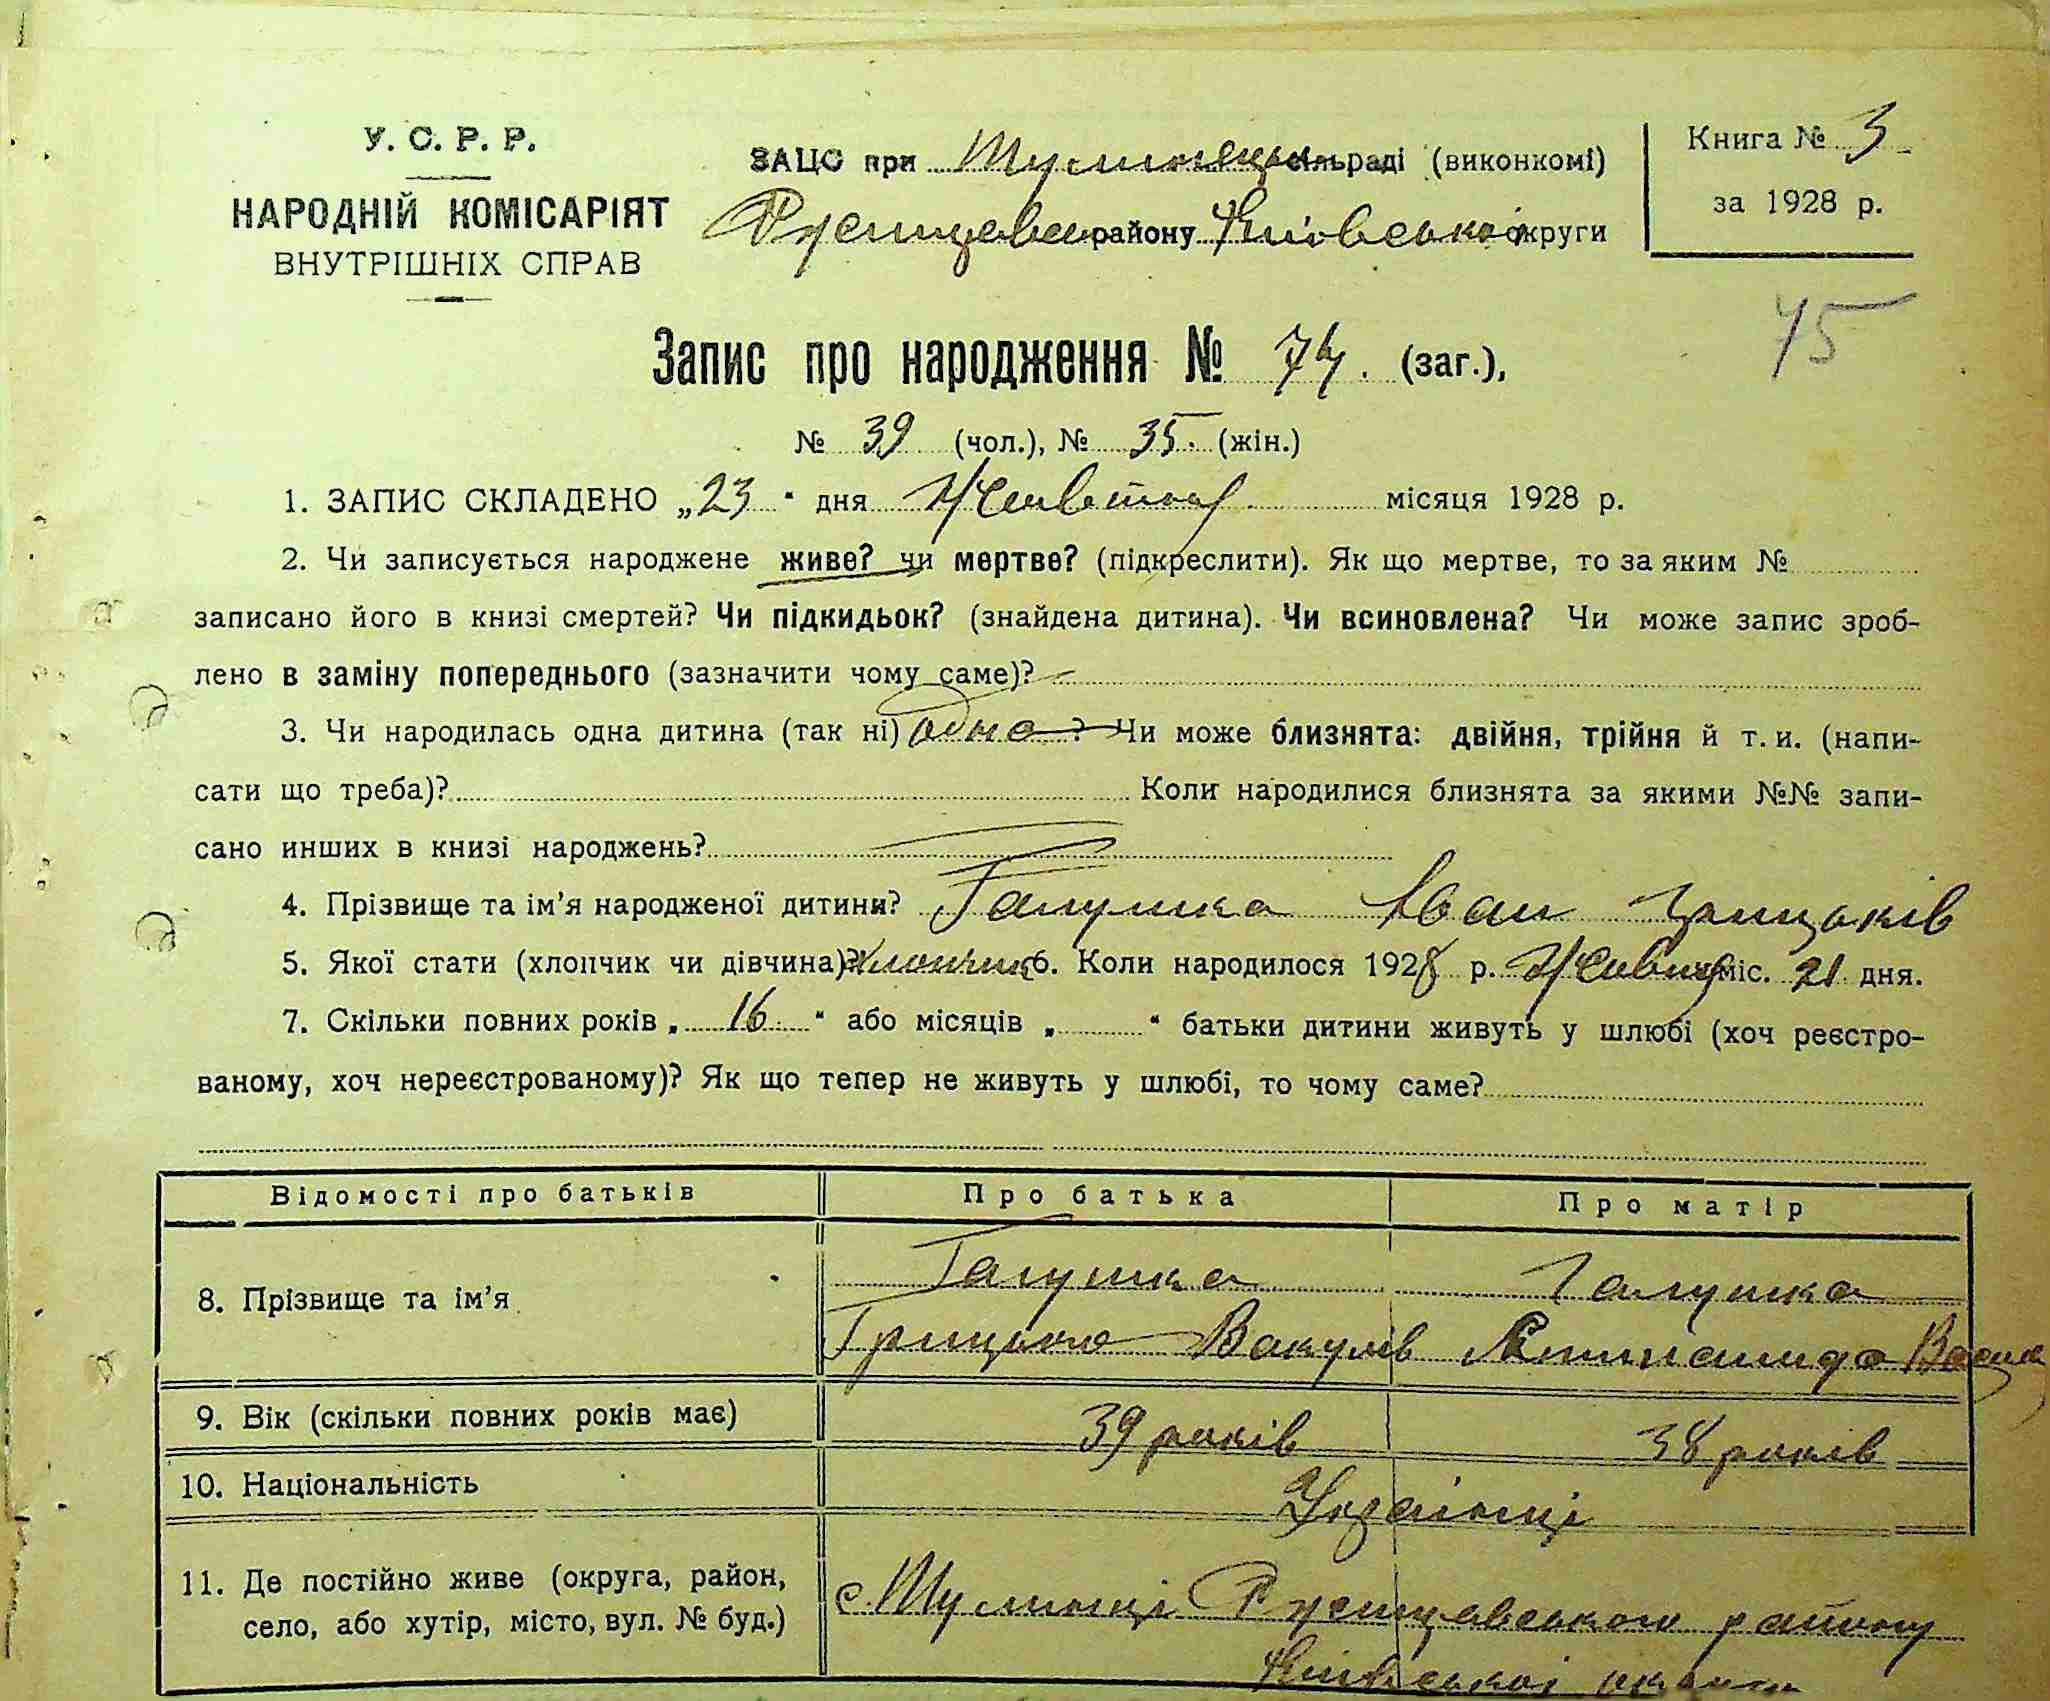 У. С. Р. Р.
НАРОДНІЙ КОМІСАРІЯТ
ВНУТРІШНІХ СПРАВ
ЗАЦС при сільраді (виконкомі)
району Київської округи
Книга № 3
за 1928 р.
75
Запис про народження № 74. (заг.),
№ 39 (чол.), № 35. (жін.)
1. ЗАПИС СКЛАДЕНО „23" дня Жовтня місяця 1928 р.
2. Чи записується народжене живе? чи мертве? (підкреслити). Як що мертве, то за яким №
записано його в книзі смертей? Чи підкидьок? (знайдена дитина). Чи всиновлена? Чи може запис зроб-
лено в заміну попереднього (зазначити чому саме)?
3. Чи народилась одна дитина (так ні) одна? Чи може близнята: двійня, трійня й т. и. (напи-
сати що треба)? Коли народилися близнята за якими №№ запи-
сано инших в книзі народжень?
4. Прізвище та ім'я народженої дитини? Галушка Іван Грицьків
5. Якої стати (хлопчик чи дівчина)? хлопчик 6. Коли народилося 1928 р. Жовтня міс. 21 дня.
7. Скільки повних років „16" або місяців „ " батьки дитини живуть у шлюбі (хоч реєстро-
ваному, хоч нереєстрованому)? Як що тепер не живуть у шлюбі, то чому саме?
Відомості про батьків Про батька Про матір
8. Прізвище та ім'я Галушка Галушка
Грицько Вакулів
9. Вік (скільки повних років має) 39 років 38 років
10. Національність Українці
11. Де постійно живе (округа, район,
село, або хутір, місто, вул. № буд.)
с. району
Київської округи